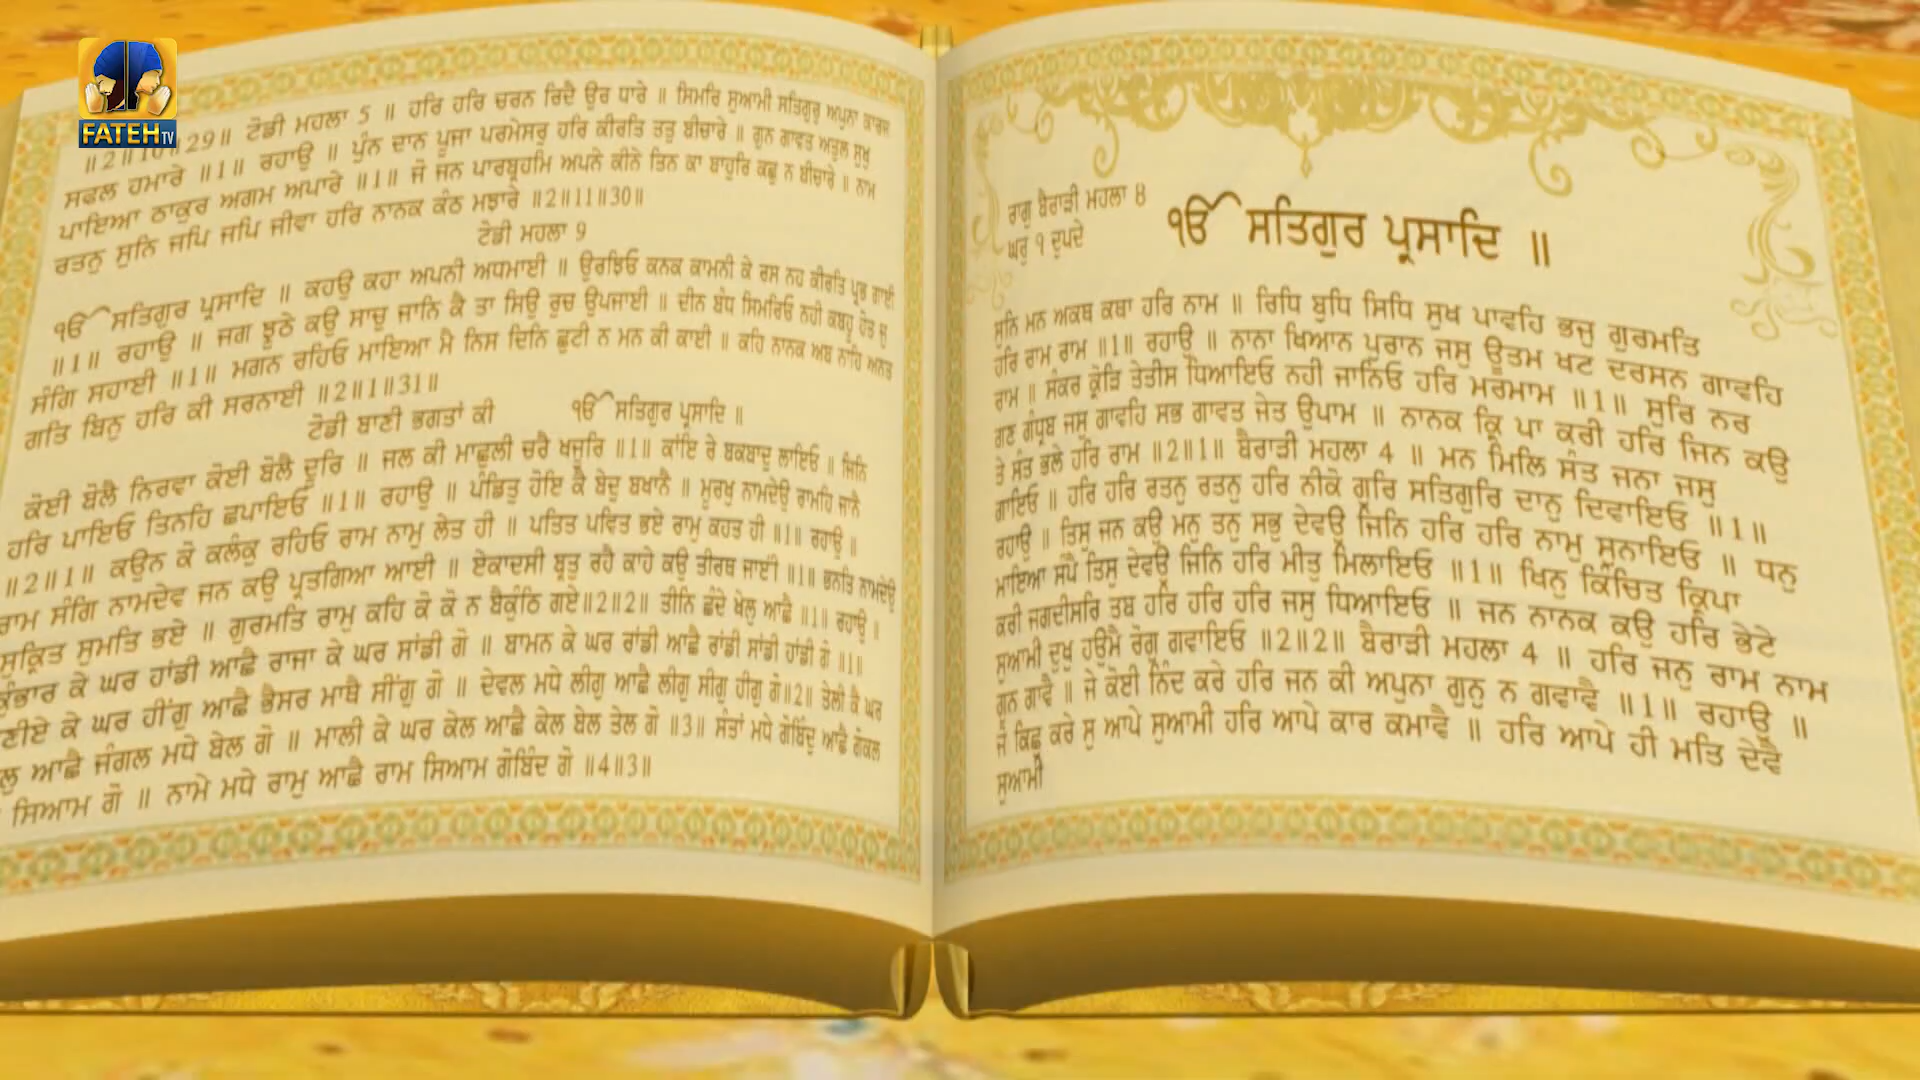 FATEH TV
॥2॥10॥29॥ ਟੋਡੀ ਮਹਲਾ 5 ॥ ਹਰਿ ਹਰਿ ਚਰਨ ਰਿਦੈ ਉਰ ਧਾਰੇ ॥ ਸਿਮਰਿ ਸੁਆਮੀ ਸਤਿਗੁਰੁ ਅਪੁਨਾ ਕਾਰਜ
ਸਫਲ ਹਮਾਰੇ ॥1॥ ਰਹਾਉ ॥ ਪੁੰਨ ਦਾਨ ਪੂਜਾ ਪਰਮੇਸਰੁ ਹਰਿ ਕੀਰਤਿ ਤਤੁ ਬੀਚਾਰੇ ॥ ਗੁਨ ਗਾਵਤ ਅਤੁਲ ਸੁਖੁ
ਪਾਇਆ ਠਾਕੁਰ ਅਗਮ ਅਪਾਰੇ ॥1॥ ਜੋ ਜਨ ਪਾਰਬ੍ਰਹਮਿ ਅਪਨੇ ਕੀਨੇ ਤਿਨ ਕਾ ਬਾਹੁਰਿ ਕਛੁ ਨ ਬੀਚਾਰੇ ॥ ਨਾਮ
ਰਤਨੁ ਸੁਨਿ ਜਪਿ ਜਪਿ ਜੀਵਾ ਹਰਿ ਨਾਨਕ ਕੰਠ ਮਝਾਰੇ ॥2॥11॥30॥
ਟੋਡੀ ਮਹਲਾ 9
ੴ ਸਤਿਗੁਰ ਪ੍ਰਸਾਦਿ ॥ ਕਹਉ ਕਹਾ ਅਪਨੀ ਅਧਮਾਈ ॥ ਉਰਝਿਓ ਕਨਕ ਕਾਮਨੀ ਕੇ ਰਸ ਨਹ ਕੀਰਤਿ ਪ੍ਰਭ ਗਾਈ
॥1॥ ਰਹਾਉ ॥ ਜਗ ਝੂਠੇ ਕਉ ਸਾਚੁ ਜਾਨਿ ਕੈ ਤਾ ਸਿਉ ਰੁਚ ਉਪਜਾਈ ॥ ਦੀਨ ਬੰਧ ਸਿਮਰਿਓ ਨਹੀ ਕਬਹੂ ਹੋਤ ਜੁ
ਸੰਗਿ ਸਹਾਈ ॥1॥ ਮਗਨ ਰਹਿਓ ਮਾਇਆ ਮੈ ਨਿਸ ਦਿਨਿ ਛੁਟੀ ਨ ਮਨ ਕੀ ਕਾਈ ॥ ਕਹਿ ਨਾਨਕ ਅਬ ਨਾਹਿ ਅਨਤ
ਗਤਿ ਬਿਨੁ ਹਰਿ ਕੀ ਸਰਨਾਈ ॥2॥1॥31॥
ਟੋਡੀ ਬਾਣੀ ਭਗਤਾਂ ਕੀ ੴ ਸਤਿਗੁਰ ਪ੍ਰਸਾਦਿ ॥
ਕੋਈ ਬੋਲੈ ਨਿਰਵਾ ਕੋਈ ਬੋਲੈ ਦੂਰਿ ॥ ਜਲ ਕੀ ਮਾਛੁਲੀ ਚਰੈ ਖਜੂਰਿ ॥1॥ ਕਾਂਇ ਰੇ ਬਕਬਾਦੁ ਲਾਇਓ ॥ ਜਿਨਿ
ਹਰਿ ਪਾਇਓ ਤਿਨਹਿ ਛਪਾਇਓ ॥1॥ ਰਹਾਉ ॥ ਪੰਡਿਤੁ ਹੋਇ ਕੈ ਬੇਦੁ ਬਖਾਨੈ ॥ ਮੂਰਖੁ ਨਾਮਦੇਉ ਰਾਮਹਿ ਜਾਨੈ
॥2॥1॥ ਕਉਨ ਕੋ ਕਲੰਕੁ ਰਹਿਓ ਰਾਮ ਨਾਮੁ ਲੇਤ ਹੀ ॥ ਪਤਿਤ ਪਵਿਤ ਭਏ ਰਾਮੁ ਕਹਤ ਹੀ ॥1॥ ਰਹਾਉ ॥
ਰਾਮ ਸੰਗਿ ਨਾਮਦੇਵ ਜਨ ਕਉ ਪ੍ਰਤਗਿਆ ਆਈ ॥ ਏਕਾਦਸੀ ਬ੍ਰਤੁ ਰਹੈ ਕਾਹੇ ਕਉ ਤੀਰਥ ਜਾਈ ॥1॥ ਭਨਤਿ ਨਾਮਦੇਉ
ਸੁਕ੍ਰਿਤ ਸੁਮਤਿ ਭਏ ॥ ਗੁਰਮਤਿ ਰਾਮੁ ਕਹਿ ਕੋ ਕੋ ਨ ਬੈਕੁੰਠਿ ਗਏ॥2॥2॥ ਤੀਨਿ ਛੰਦੇ ਖੇਲੁ ਆਛੈ ॥1॥ ਰਹਾਉ ॥
ਕੁੰਭਾਰ ਕੇ ਘਰ ਹਾਂਡੀ ਆਛੈ ਰਾਜਾ ਕੇ ਘਰ ਸਾਂਡੀ ਗੋ ॥ ਬਾਮਨ ਕੇ ਘਰ ਰਾਂਡੀ ਆਛੈ ਰਾਂਡੀ ਸਾਂਡੀ ਹਾਂਡੀ ਗੋ ॥1॥
ਣੀਏ ਕੇ ਘਰ ਹੀਂਗੁ ਆਛੈ ਭੈਸਰ ਮਾਥੈ ਸੀਂਗੁ ਗੋ ॥ ਦੇਵਲ ਮਧੇ ਲੀਗੁ ਆਛੈ ਲੀਗੁ ਸੀਗੁ ਹੀਗੁ ਗੋ॥2॥ ਤੇਲੀ ਕੈ ਘਰ
ਲੁ ਆਛੈ ਜੰਗਲ ਮਧੇ ਬੇਲ ਗੋ ॥ ਮਾਲੀ ਕੇ ਘਰ ਕੇਲ ਆਛੈ ਕੇਲ ਬੇਲ ਤੇਲ ਗੋ ॥3॥ ਸੰਤਾਂ ਮਧੇ ਗੋਬਿੰਦੁ ਆਛੈ ਗੋਕਲ
ਸਿਆਮ ਗੋ ॥ ਨਾਮੇ ਮਧੇ ਰਾਮੁ ਆਛੈ ਰਾਮ ਸਿਆਮ ਗੋਬਿੰਦ ਗੋ ॥4॥3॥
ਰਾਗੁ ਬੈਰਾੜੀ ਮਹਲਾ ੪
ਘਰੁ ੧ ਦੁਪਦੇ
ੴ ਸਤਿਗੁਰ ਪ੍ਰਸਾਦਿ ॥
ਸੁਨਿ ਮਨ ਅਕਥ ਕਥਾ ਹਰਿ ਨਾਮ ॥ ਰਿਧਿ ਬੁਧਿ ਸਿਧਿ ਸੁਖ ਪਾਵਹਿ ਭਜੁ ਗੁਰਮਤਿ
ਹਰਿ ਰਾਮ ਰਾਮ ॥1॥ ਰਹਾਉ ॥ ਨਾਨਾ ਖਿਆਨ ਪੁਰਾਨ ਜਸੁ ਊਤਮ ਖਟ ਦਰਸਨ ਗਾਵਹਿ
ਰਾਮ ॥ ਸੰਕਰ ਕ੍ਰੋੜਿ ਤੇਤੀਸ ਧਿਆਇਓ ਨਹੀ ਜਾਨਿਓ ਹਰਿ ਮਰਮਾਮ ॥1॥ ਸੁਰਿ ਨਰ
ਗਣ ਗੰਧ੍ਰਬ ਜਸੁ ਗਾਵਹਿ ਸਭ ਗਾਵਤ ਜੇਤ ਉਪਾਮ ॥ ਨਾਨਕ ਕ੍ਰਿਪਾ ਕਰੀ ਹਰਿ ਜਿਨ ਕਉ
ਤੇ ਸੰਤ ਭਲੇ ਹਰਿ ਰਾਮ ॥2॥1॥ ਬੈਰਾੜੀ ਮਹਲਾ 4 ॥ ਮਨ ਮਿਲਿ ਸੰਤ ਜਨਾ ਜਸੁ
ਗਾਇਓ ॥ ਹਰਿ ਹਰਿ ਰਤਨੁ ਰਤਨੁ ਹਰਿ ਨੀਕੋ ਗੁਰਿ ਸਤਿਗੁਰਿ ਦਾਨੁ ਦਿਵਾਇਓ ॥1॥
ਰਹਾਉ ॥ ਤਿਸੁ ਜਨ ਕਉ ਮਨੁ ਤਨੁ ਸਭੁ ਦੇਵਉ ਜਿਨਿ ਹਰਿ ਹਰਿ ਨਾਮੁ ਸੁਨਾਇਓ ॥ ਧਨੁ
ਮਾਇਆ ਸੰਪੈ ਤਿਸੁ ਦੇਵਉ ਜਿਨਿ ਹਰਿ ਮੀਤੁ ਮਿਲਾਇਓ ॥1॥ ਖਿਨੁ ਕਿੰਚਿਤ ਕ੍ਰਿਪਾ
ਕਰੀ ਜਗਦੀਸਰਿ ਤਬ ਹਰਿ ਹਰਿ ਹਰਿ ਜਸੁ ਧਿਆਇਓ ॥ ਜਨ ਨਾਨਕ ਕਉ ਹਰਿ ਭੇਟੇ
ਸੁਆਮੀ ਦੁਖੁ ਹਉਮੈ ਰੋਗੁ ਗਵਾਇਓ ॥2॥2॥ ਬੈਰਾੜੀ ਮਹਲਾ 4 ॥ ਹਰਿ ਜਨੁ ਰਾਮ ਨਾਮ
ਗੁਨ ਗਾਵੈ ॥ ਜੇ ਕੋਈ ਨਿੰਦ ਕਰੇ ਹਰਿ ਜਨ ਕੀ ਅਪੁਨਾ ਗੁਨੁ ਨ ਗਵਾਵੈ ॥1॥ ਰਹਾਉ ॥
ਜੋ ਕਿਛੁ ਕਰੇ ਸੁ ਆਪੇ ਸੁਆਮੀ ਹਰਿ ਆਪੇ ਕਾਰ ਕਮਾਵੈ ॥ ਹਰਿ ਆਪੇ ਹੀ ਮਤਿ ਦੇਵੈ
ਸੁਆਮੀ